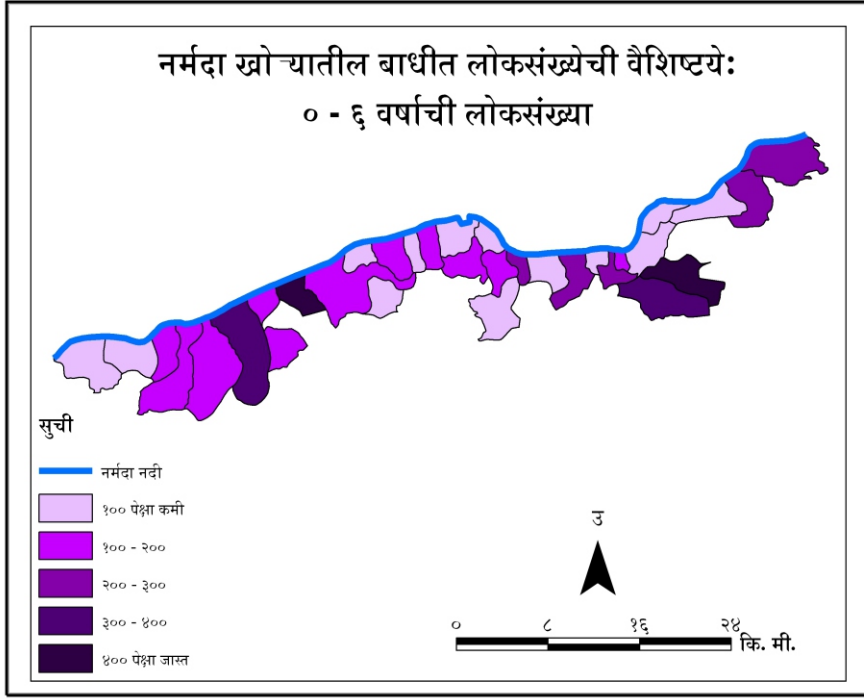 नर्मदा खोऱ्यातील बाधीत लोकसंख्येची वैशिष्टये:
० - ६ वर्षाची लोकसंख्या
सुची
नर्मदा नदी
१०० पेक्षा कमी
१०० - २००
२०० - ३००
३०० - ४००
४०० पेक्षा जास्त
उ
० ८ १६ २४
कि. मी.